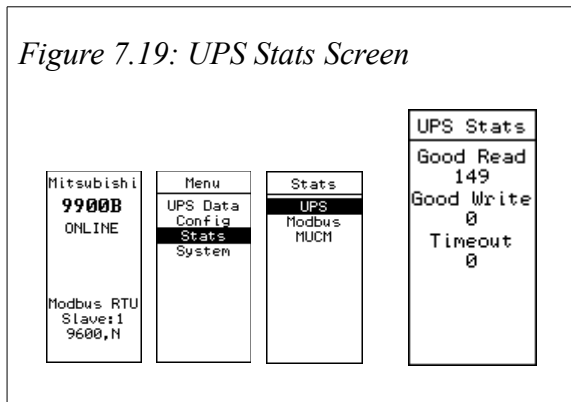 Figure 7.19: UPS Stats Screen
Mitsubishi
9900B
ONLINE
Modbus RTU
Slave:1
9600,N
Menu
UPS Data
Config
Stats
System
Stats
UPS
Modbus
MUCM
UPS Stats
Good Read
149
Good Write
0
Timeout
0